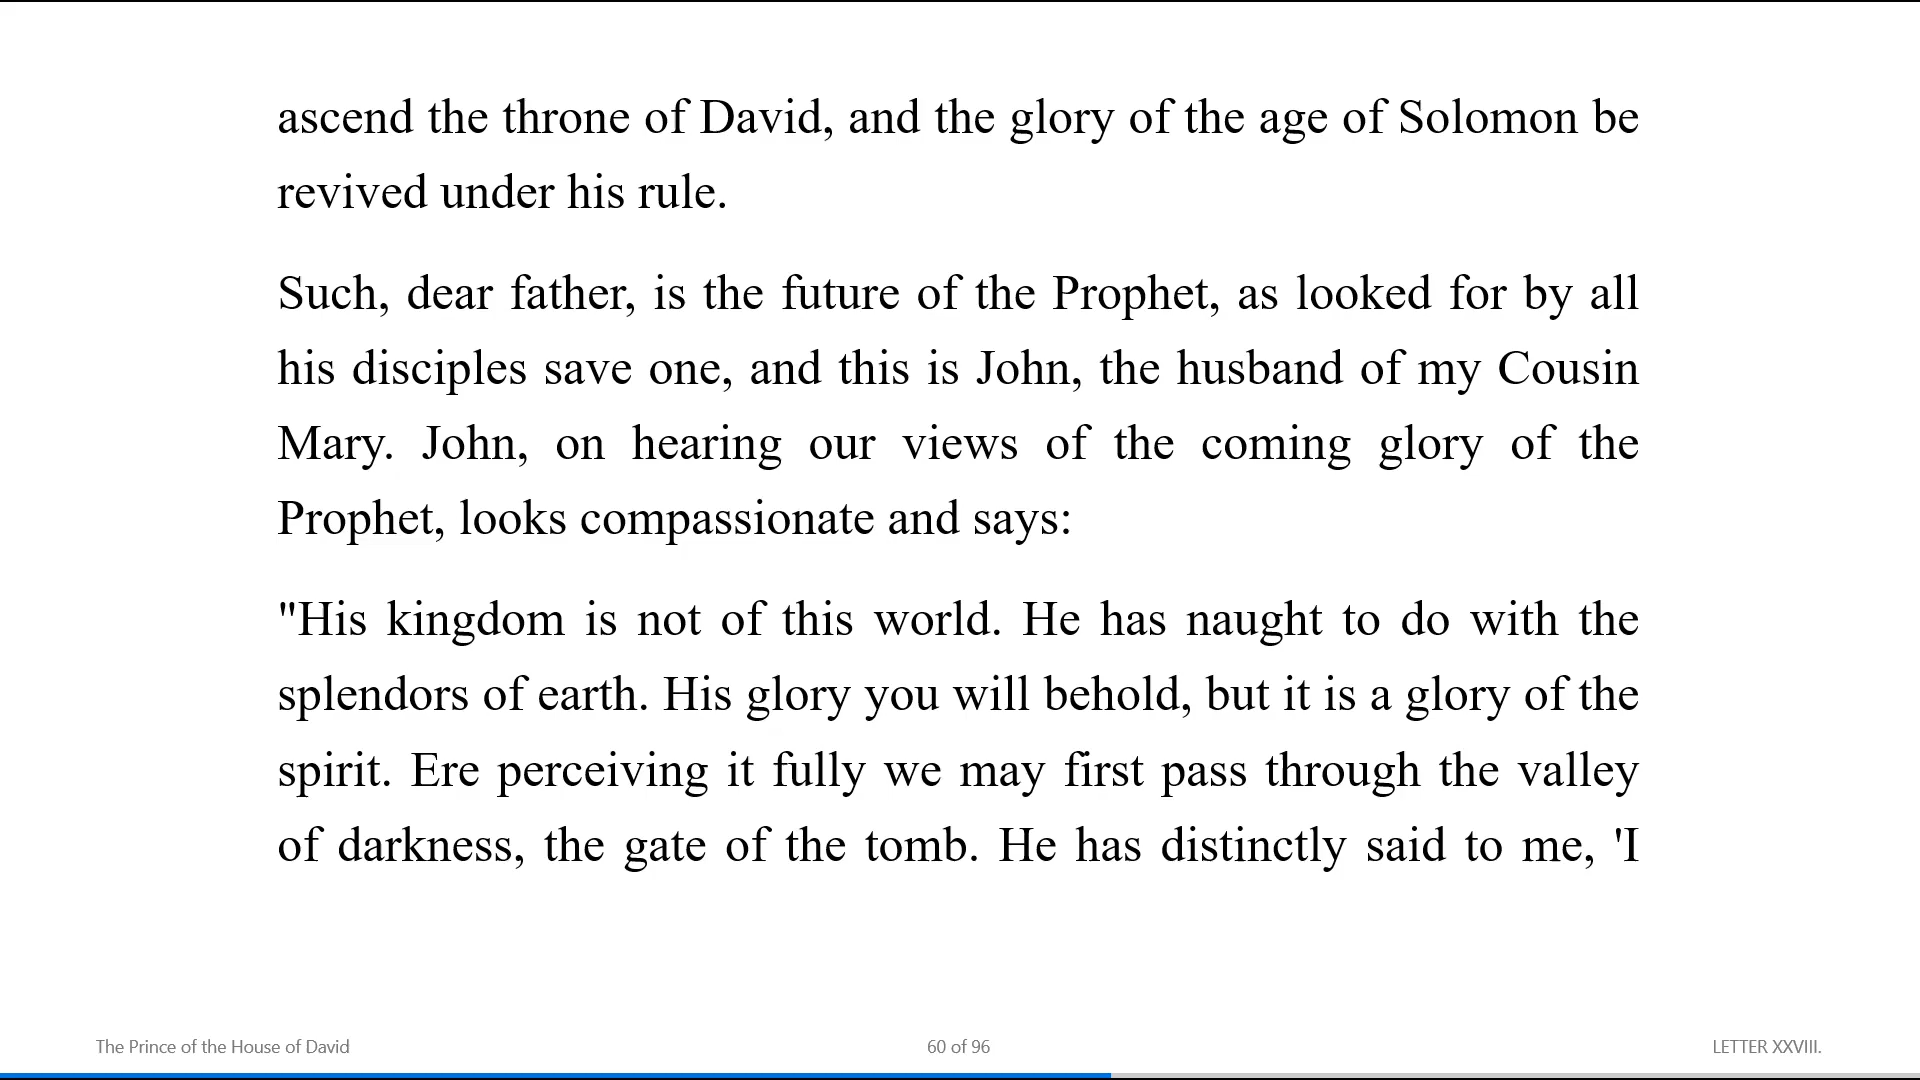 ascend the throne of David, and the glory of the age of Solomon be
revived under his rule.
Such, dear father, is the future of the Prophet, as looked for by all
his disciples save one, and this is John, the husband of my Cousin
Mary. John, on hearing our views of the coming glory of the
Prophet, looks compassionate and says:
"His kingdom is not of this world. He has naught to do with the
splendors of earth. His glory you will behold, but it is a glory of the
spirit. Ere perceiving it fully we may first pass through the valley
of darkness, the gate of the tomb. He has distinctly said to me, 'I
The Prince of the House of David
60 of 96
LETTER XXVIII.